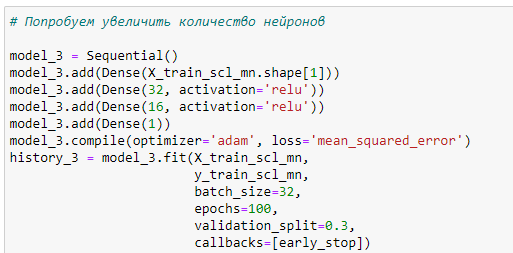 # Попробуем увеличить количество нейронов

model_3 = Sequential()
model_3.add(Dense(X_train_scl_mn.shape[1]))
model_3.add(Dense(32, activation='relu'))
model_3.add(Dense(16, activation='relu'))
model_3.add(Dense(1))
model_3.compile(optimizer='adam', loss='mean_squared_error')
history_3 = model_3.fit(X_train_scl_mn,
                        y_train_scl_mn,
                        batch_size=32,
                        epochs=100,
                        validation_split=0.3,
                        callbacks=[early_stop])